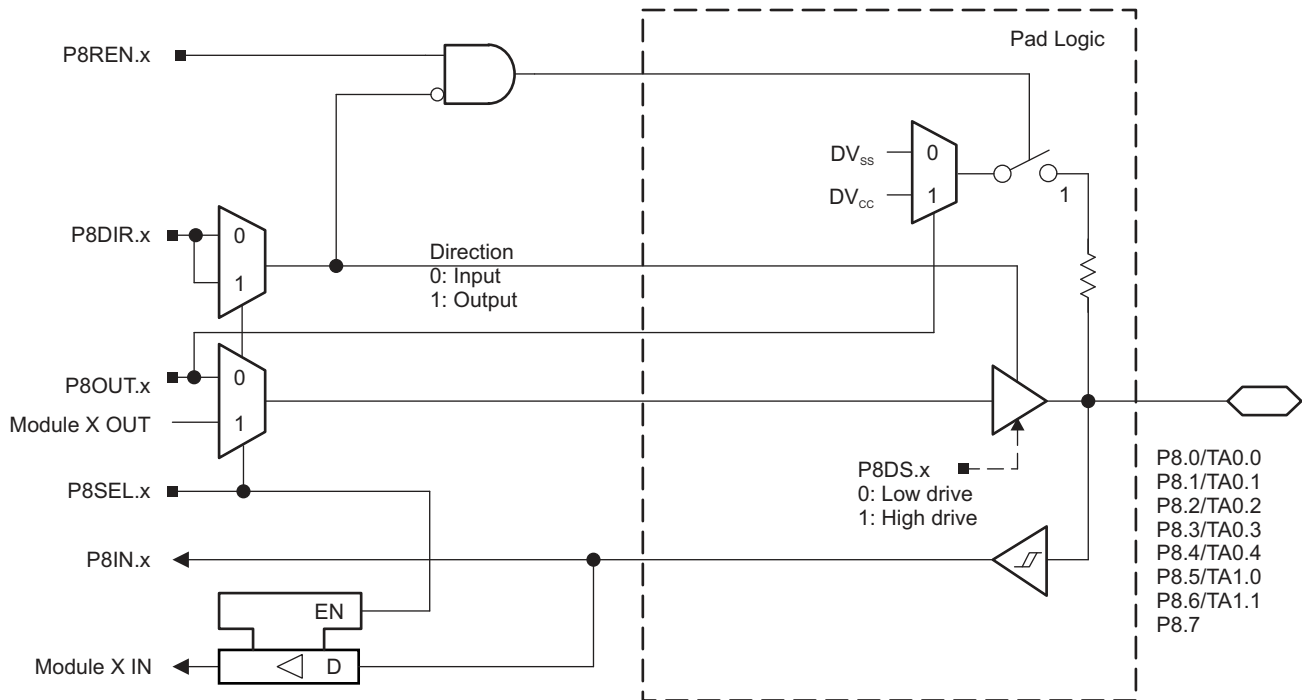 Pad Logic
P8REN.x
DVSS
0
DVCC
1
1
P8DIR.x
0
1
Direction
0: Input
1: Output
P8OUT.x
0
Module X OUT
1
P8DS.x
0: Low drive
1: High drive
P8SEL.x
P8IN.x
EN
Module X IN
D
P8.0/TA0.0
P8.1/TA0.1
P8.2/TA0.2
P8.3/TA0.3
P8.4/TA0.4
P8.5/TA1.0
P8.6/TA1.1
P8.7